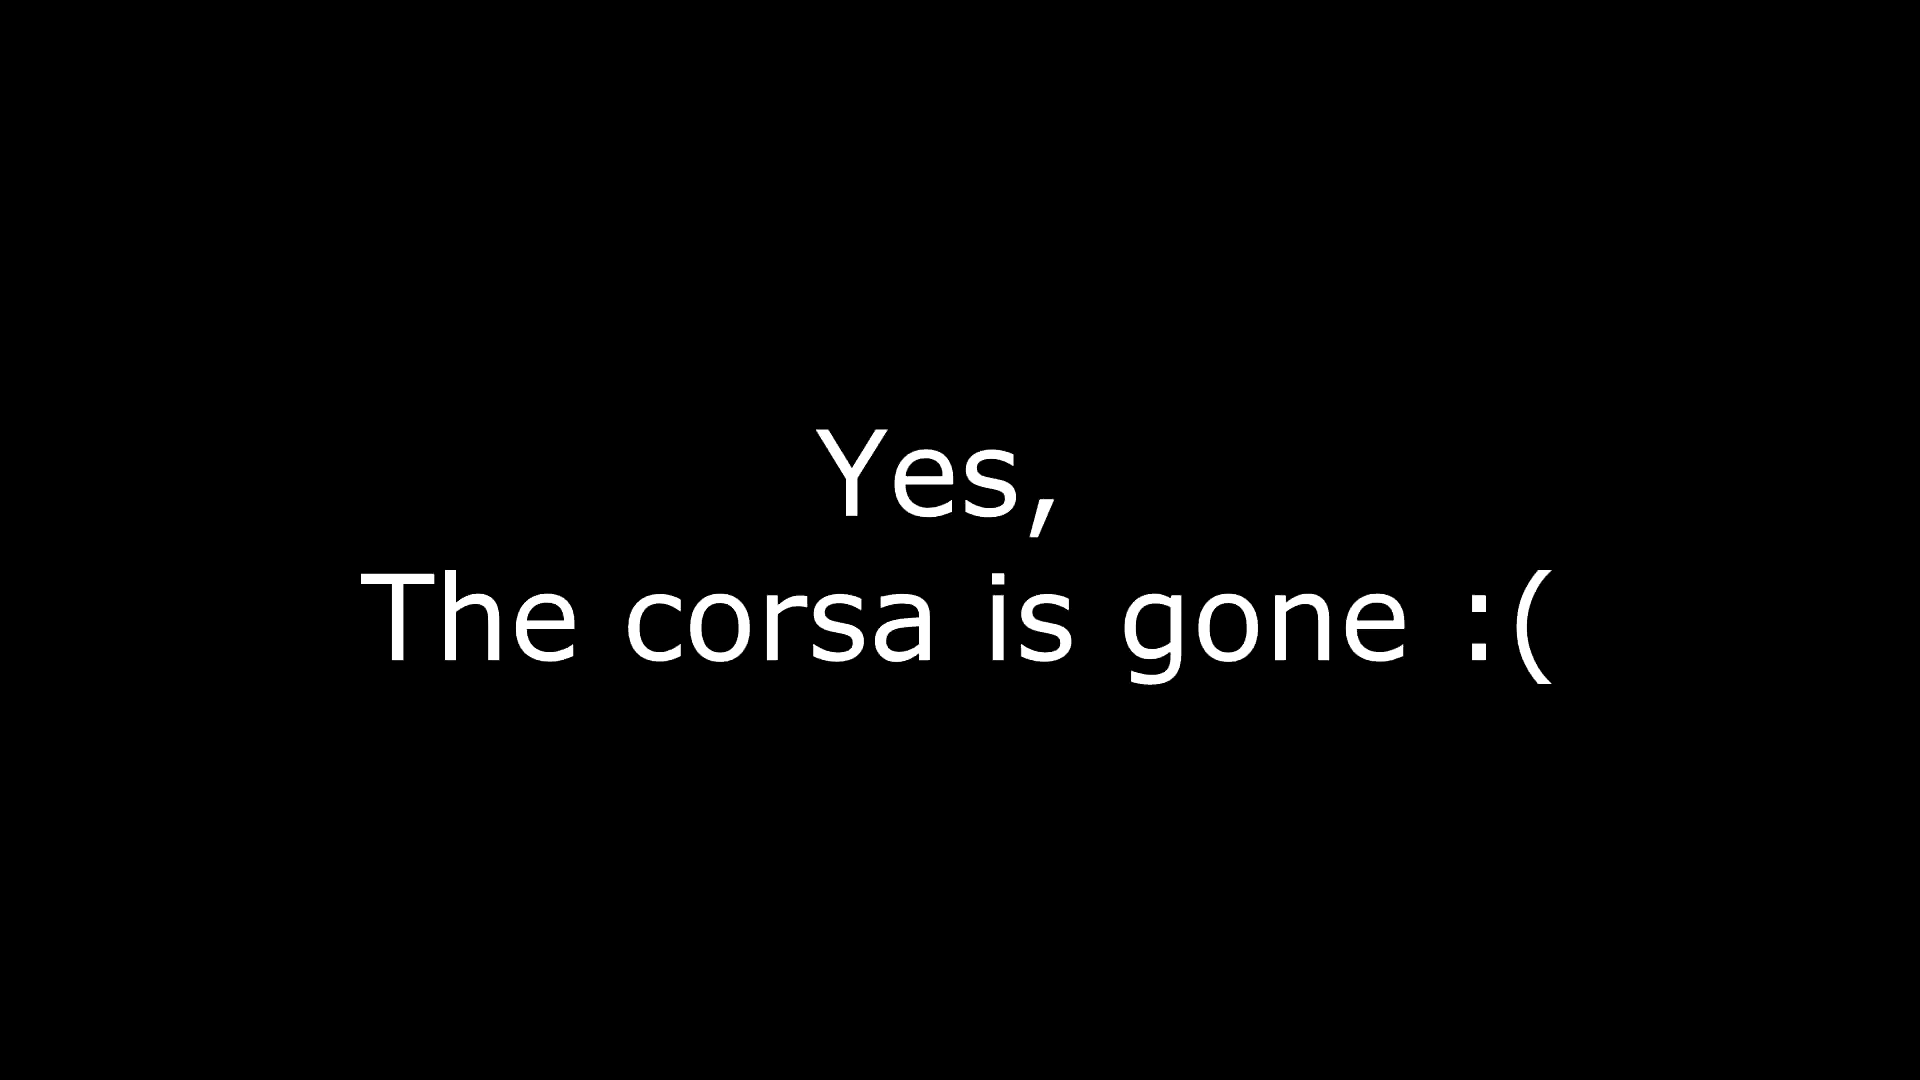 Yes,
The corsa is gone :(